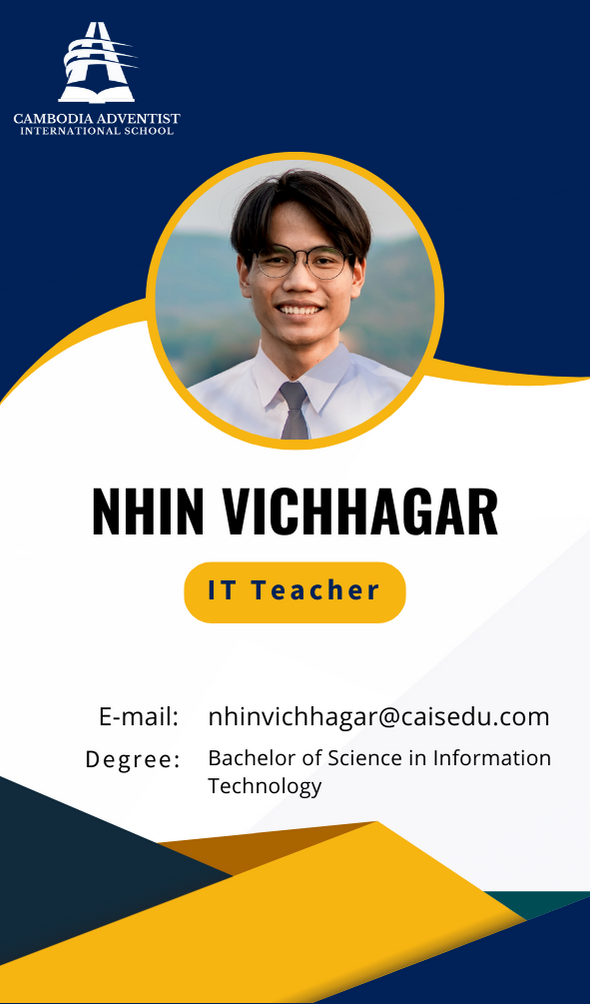 CAMBODIA ADVENTIST
INTERNATIONAL SCHOOL
NHIN VICHHAGAR
IT Teacher
E-mail: nhinvichhagar@caisedu.com
Degree: Bachelor of Science in Information
Technology